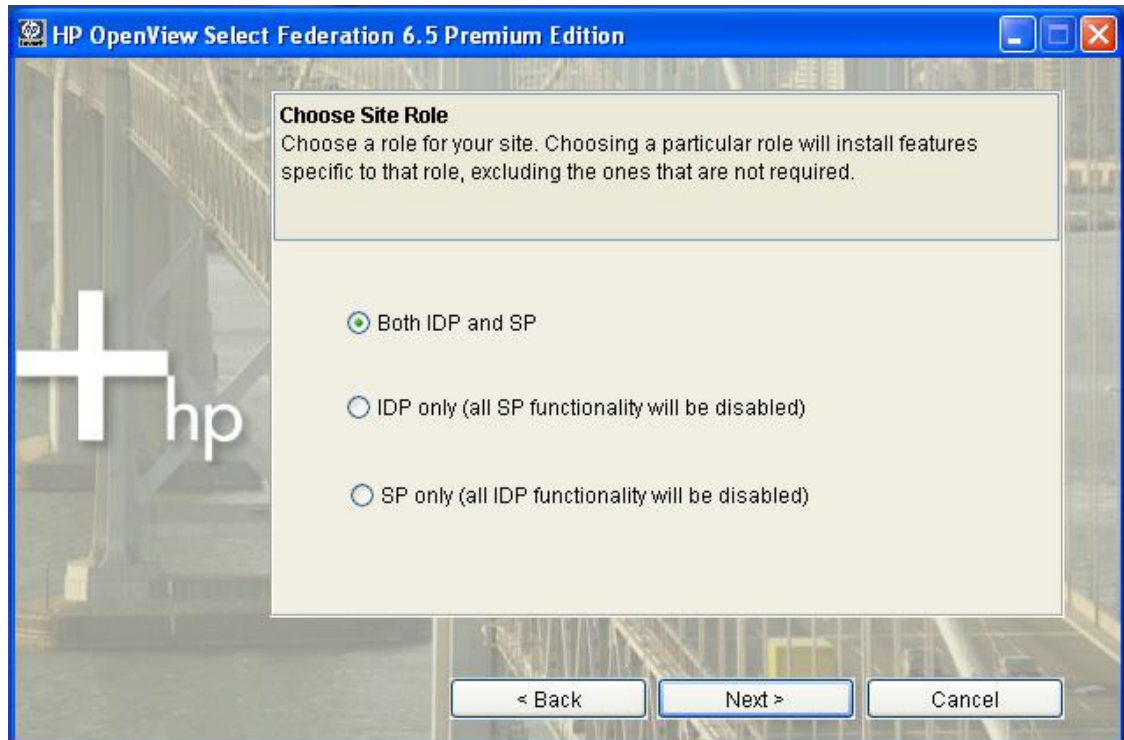 HP OpenView Select Federation 6.5 Premium Edition
Choose Site Role
Choose a role for your site. Choosing a particular role will install features
specific to that role, excluding the ones that are not required.
Both IDP and SP
IDP only (all SP functionality will be disabled)
hp
SP only (all IDP functionality will be disabled)
< Back
Next >
Cancel